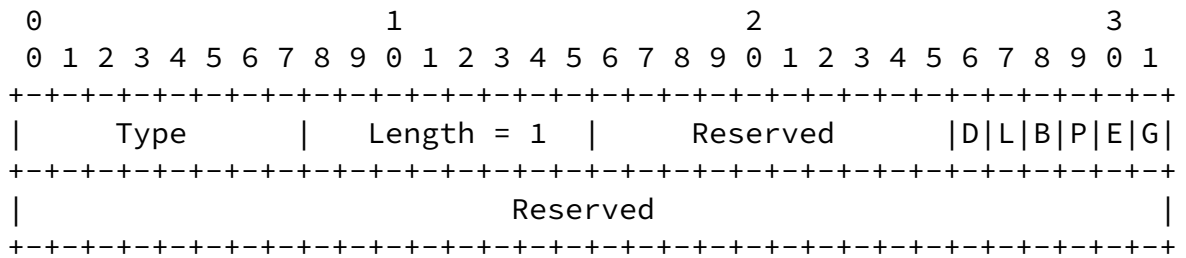 0                   1                   2                   3
 0 1 2 3 4 5 6 7 8 9 0 1 2 3 4 5 6 7 8 9 0 1 2 3 4 5 6 7 8 9 0 1
+-+-+-+-+-+-+-+-+-+-+-+-+-+-+-+-+-+-+-+-+-+-+-+-+-+-+-+-+-+-+-+-+
|     Type      |   Length = 1  |     Reserved      |D|L|B|P|E|G|
+-+-+-+-+-+-+-+-+-+-+-+-+-+-+-+-+-+-+-+-+-+-+-+-+-+-+-+-+-+-+-+-+
|                           Reserved                            |
+-+-+-+-+-+-+-+-+-+-+-+-+-+-+-+-+-+-+-+-+-+-+-+-+-+-+-+-+-+-+-+-+